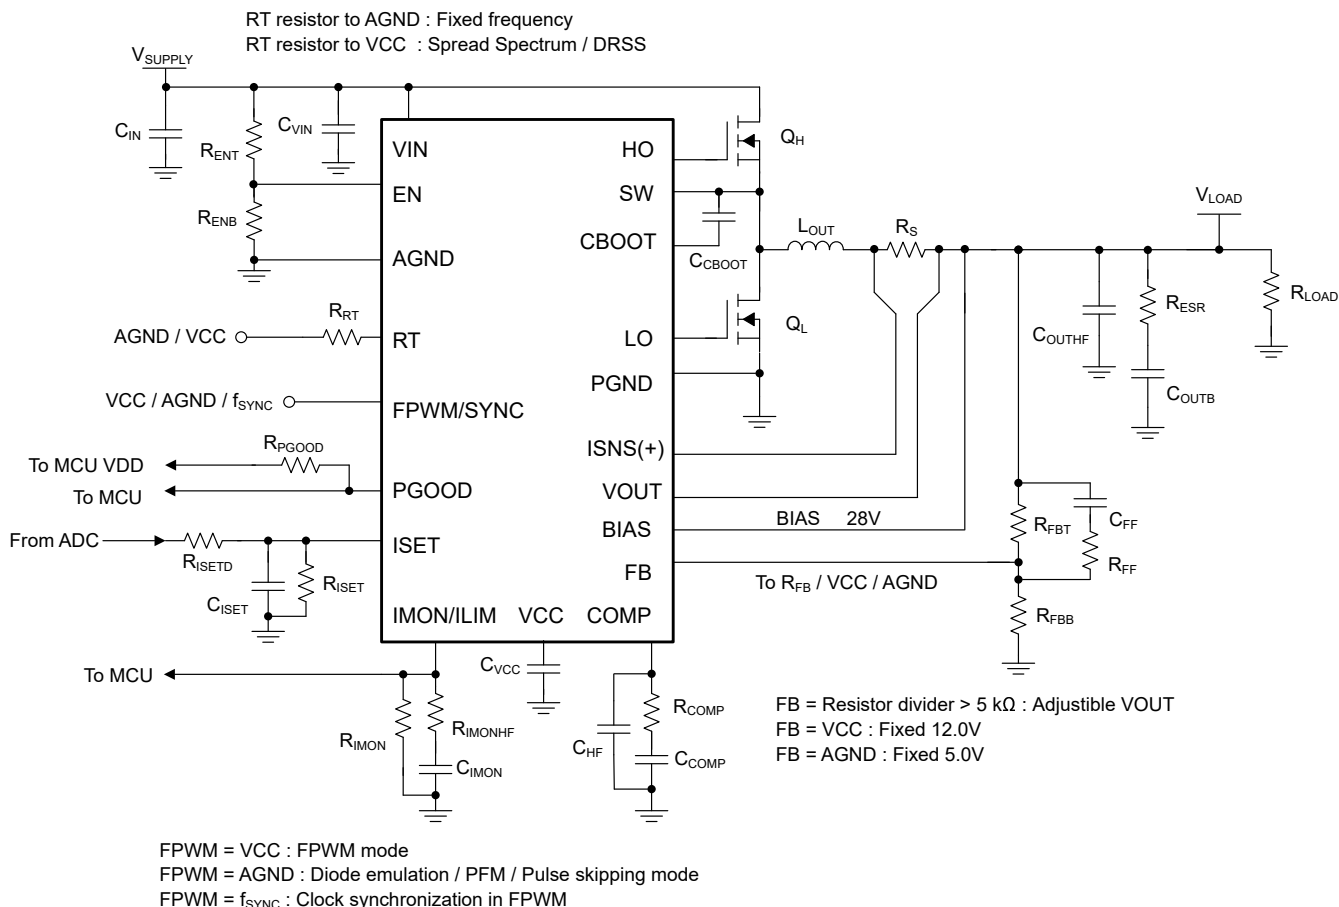 RT resistor to AGND : Fixed frequency
RT resistor to VCC : Spread Spectrum / DRSS
VSUPPLY
CIN
RENT
CVIN
RENB
VIN
EN
AGND
RT
FPWM/SYNC
PGOOD
ISET
IMON/ILIM
VCC
COMP
HO
SW
CBOOT
LO
PGND
ISNS(+)
VOUT
BIAS
FB
QH
CCBOOT
LOUT
RS
VLOAD
QL
COUTHF
RESR
COUTB
RLOAD
RRT
AGND / VCC
VCC / AGND / fSYNC
RPGOOD
To MCU VDD
To MCU
From ADC
RISETD
CISET
RISET
BIAS 28V
To RFB / VCC / AGND
RFBT
CFF
RFF
RFBB
To MCU
RIMON
RIMONHF
CIMON
CVCC
CHF
RCOMP
CCOMP
FB = Resistor divider > 5 kΩ : Adjustible VOUT
FB = VCC : Fixed 12.0V
FB = AGND : Fixed 5.0V
FPWM = VCC : FPWM mode
FPWM = AGND : Diode emulation / PFM / Pulse skipping mode
FPWM = fSYNC : Clock synchronization in FPWM